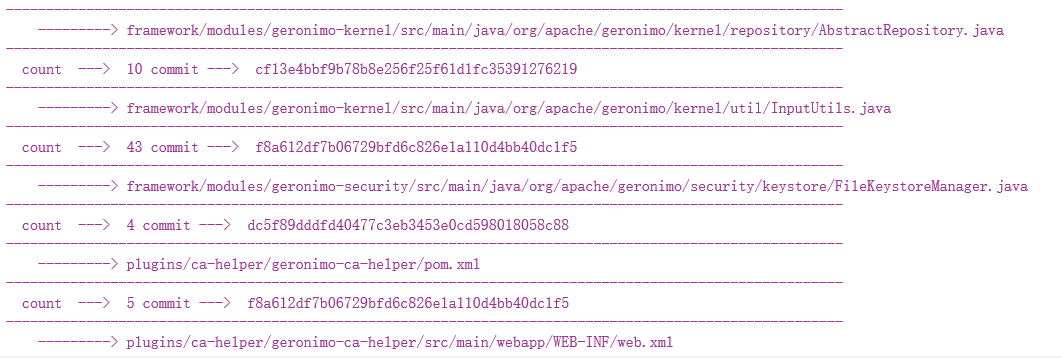 ---------> framework/modules/geronimo-kernel/src/main/java/org/apache/geronimo/kernel/repository/AbstractRepository.java
count ---> 10 commit ---> cf13e4bbf9b78b8e256f25f61d1fc35391276219
---------> framework/modules/geronimo-kernel/src/main/java/org/apache/geronimo/kernel/util/InputUtils.java
count ---> 43 commit ---> f8a612df7b06729bfd6c826e1a110d4bb40dc1f5
---------> framework/modules/geronimo-security/src/main/java/org/apache/geronimo/security/keystore/FileKeystoreManager.java
count ---> 4 commit ---> dc5f89dddfd40477c3eb3453e0cd598018058c88
---------> plugins/ca-helper/geronimo-ca-helper/pom.xml
count ---> 5 commit ---> f8a612df7b06729bfd6c826e1a110d4bb40dc1f5
---------> plugins/ca-helper/geronimo-ca-helper/src/main/webapp/WEB-INF/web.xml